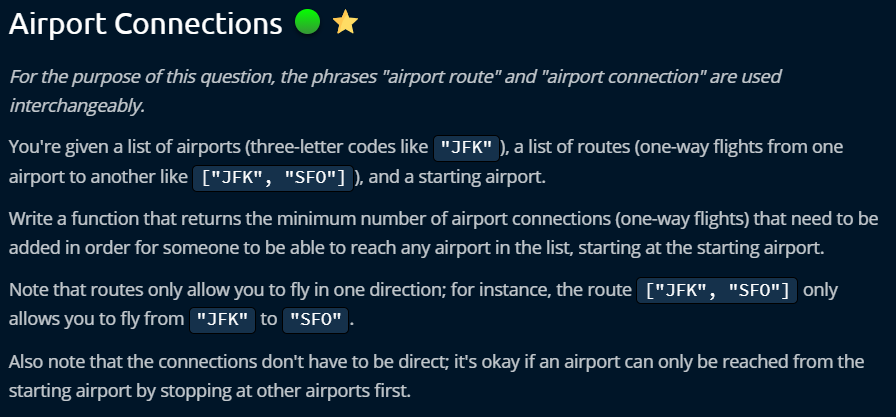 Airport Connections
For the purpose of this question, the phrases "airport route" and "airport connection" are used
interchangeably.
You're given a list of airports (three-letter codes like "JFK" ), a list of routes (one-way flights from one
airport to another like ["JFK", "SFO"] ), and a starting airport.
Write a function that returns the minimum number of airport connections (one-way flights) that need to be
added in order for someone to be able to reach any airport in the list, starting at the starting airport.
Note that routes only allow you to fly in one direction; for instance, the route ["JFK", "SFO"] only
allows you to fly from "JFK" to "SFO" .
Also note that the connections don't have to be direct; it's okay if an airport can only be reached from the
starting airport by stopping at other airports first.